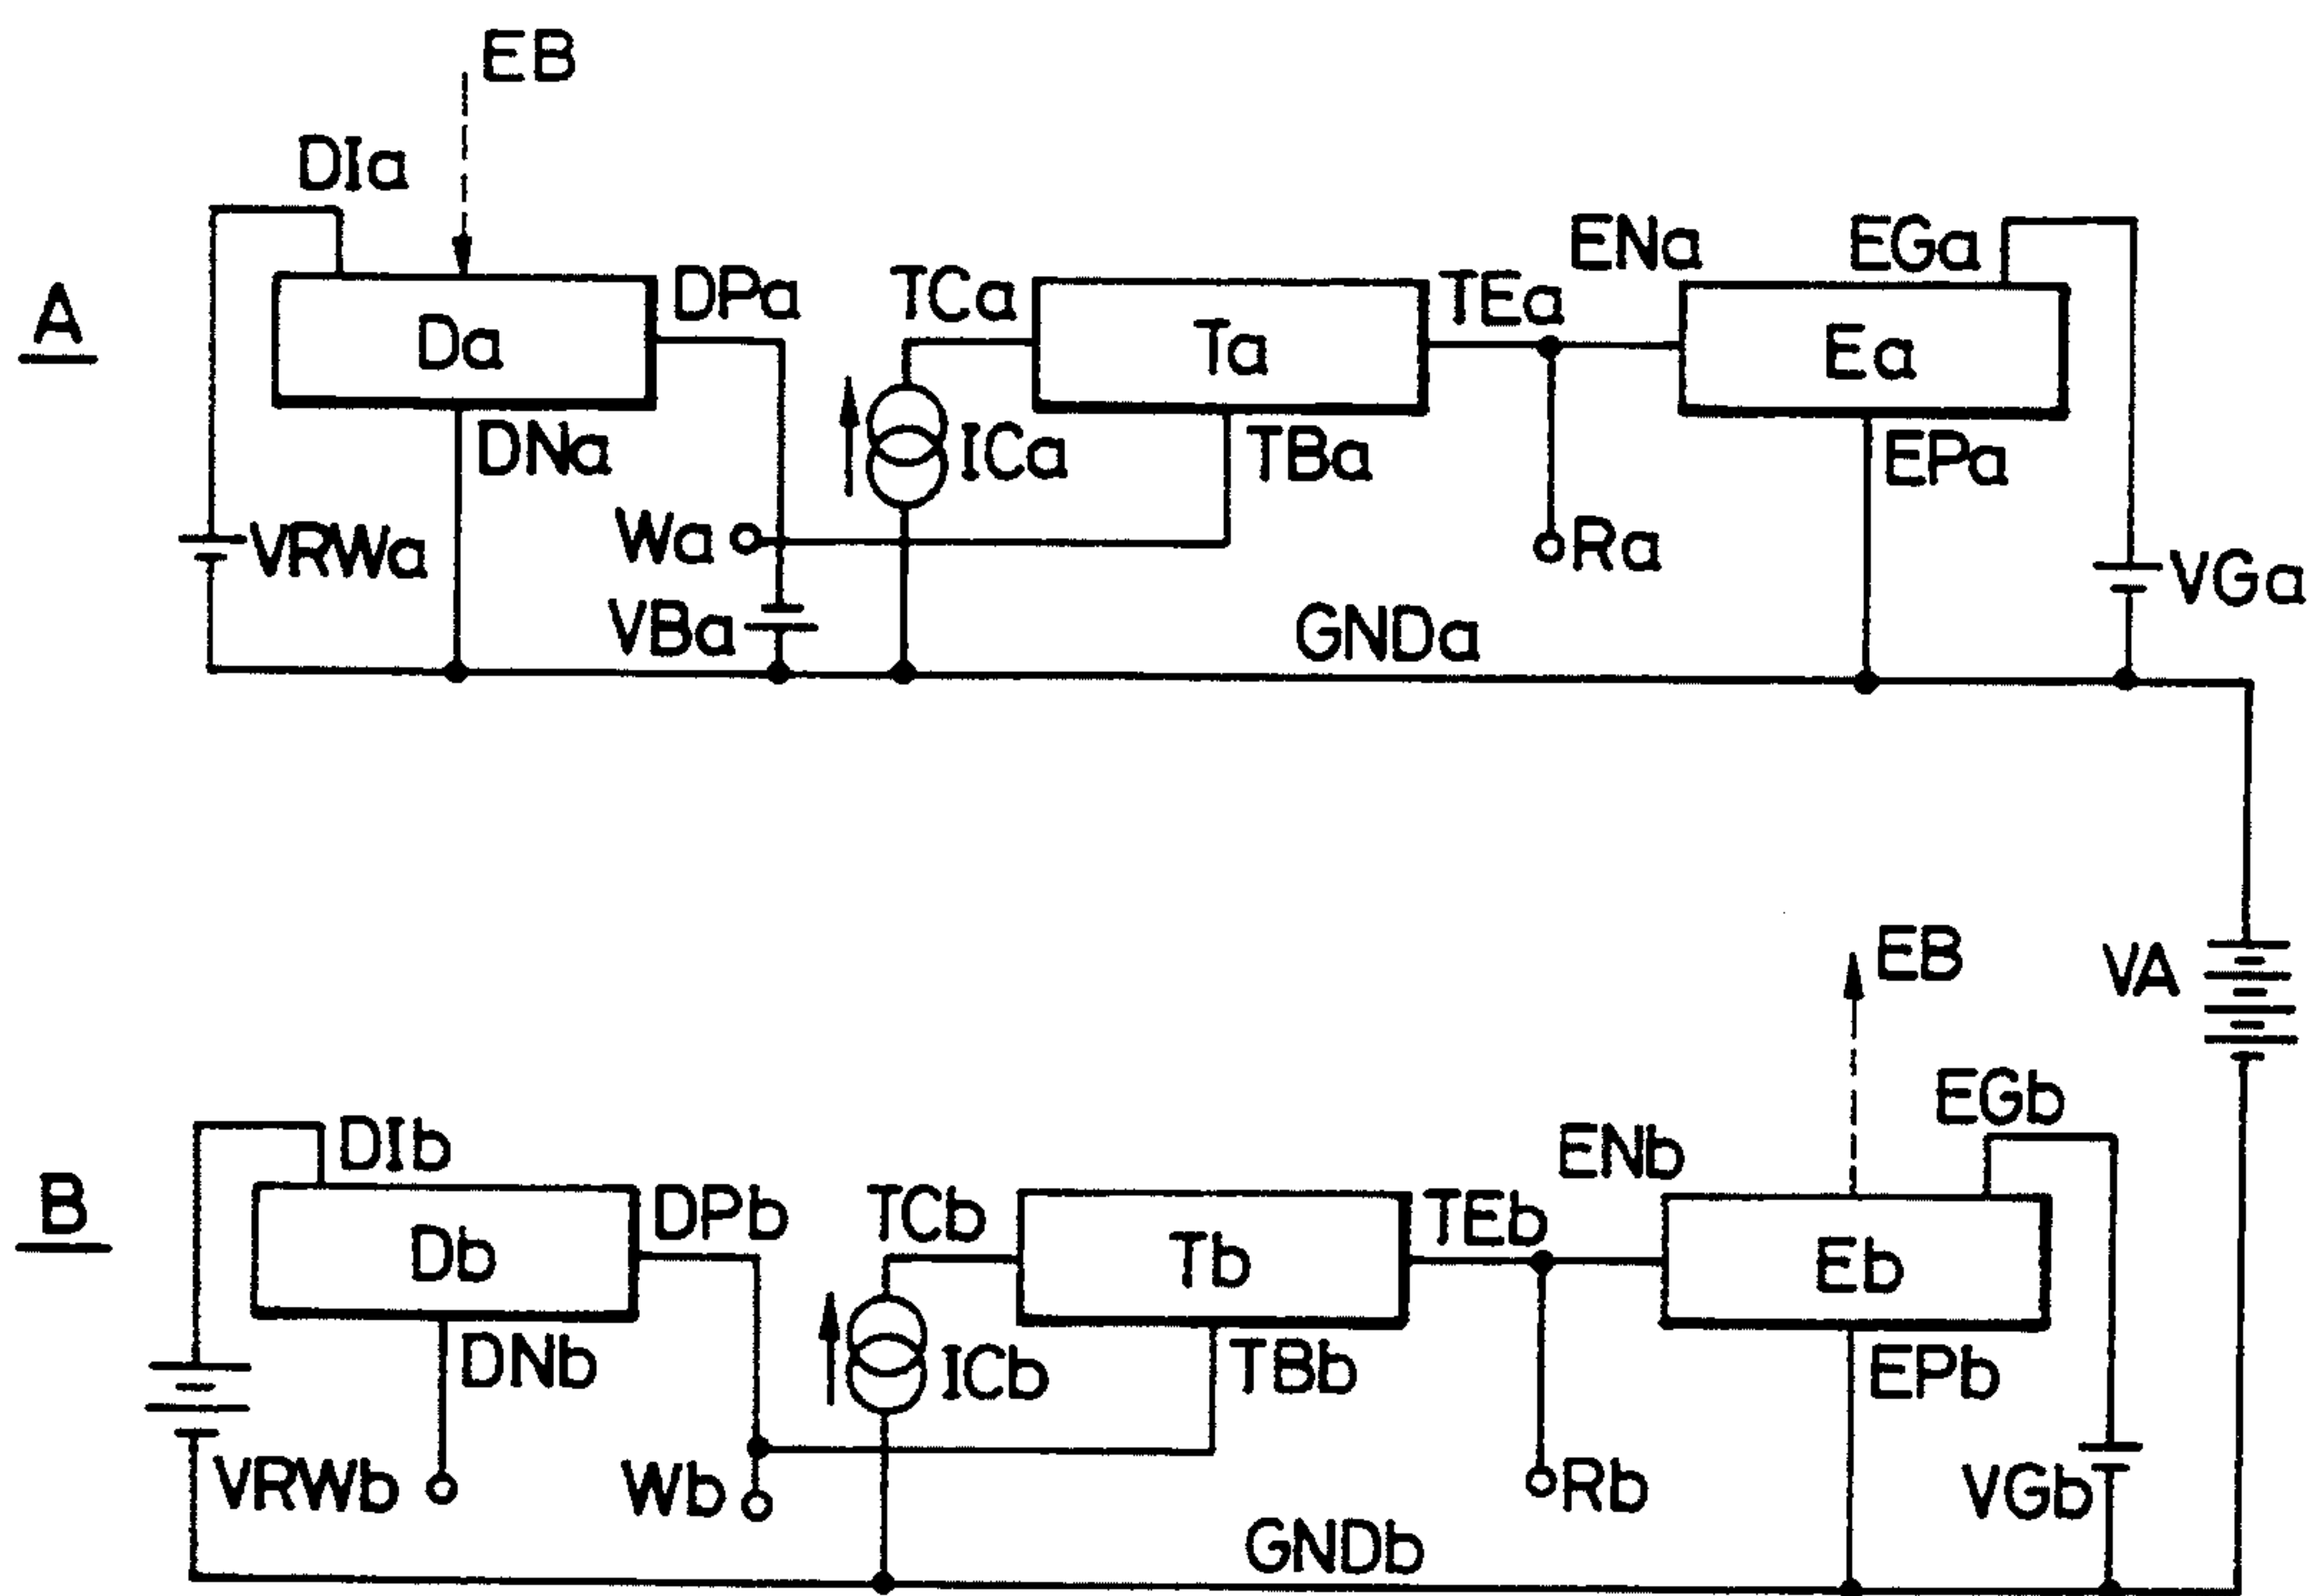 EB
DIa
A
Da
DPa
DNa
TCa
Ta
TEa
ENa
EGa
Ea
ICa
TBa
EPa
VRWa
Wa
Ra
VBa
GNDa
VGa
EB
VA
B
DIb
Db
DPb
DNb
TCb
Tb
TEb
ENb
EGb
Eb
ICb
TBb
EPb
VRWb
Wb
Rb
VGb
GNDb